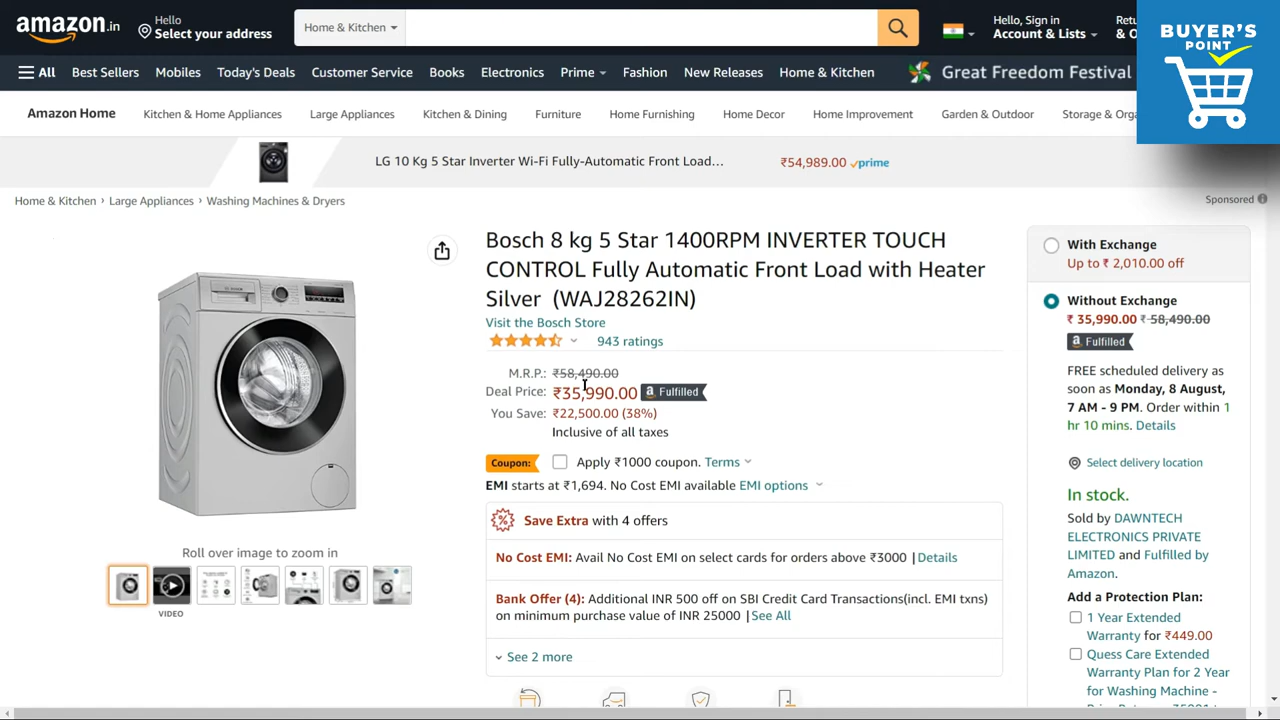 amazon.in
Hello
Select your address
Home & Kitchen
Hello, Sign in
Account & Lists
Retu
& O
BUYER'S
POINT
All Best Sellers Mobiles Today's Deals Customer Service Books Electronics Prime Fashion New Releases Home & Kitchen Great Freedom Festival
Amazon Home Kitchen & Home Appliances Large Appliances Kitchen & Dining Furniture Home Furnishing Home Decor Home Improvement Garden & Outdoor Storage & Orga
LG 10 Kg 5 Star Inverter Wi-Fi Fully-Automatic Front Load… ₹54,989.00 prime
Home & Kitchen › Large Appliances › Washing Machines & Dryers
Sponsored
Bosch 8 kg 5 Star 1400RPM INVERTER TOUCH
CONTROL Fully Automatic Front Load with Heater
Silver (WAJ28262IN)
Visit the Bosch Store
943 ratings
M.R.P.: ₹58,490.00
Deal Price: ₹35,990.00 a Fulfilled
You Save: ₹22,500.00 (38%)
Inclusive of all taxes
Coupon: Apply ₹1000 coupon. Terms
EMI starts at ₹1,694. No Cost EMI available EMI options
Save Extra with 4 offers
No Cost EMI: Avail No Cost EMI on select cards for orders above ₹3000 | Details
Bank Offer (4): Additional INR 500 off on SBI Credit Card Transactions(incl. EMI txns)
on minimum purchase value of INR 25000 | See All
See 2 more
Roll over image to zoom in
VIDEO
With Exchange
Up to ₹ 2,010.00 off
Without Exchange
₹ 35,990.00 ₹ 58,490.00
a Fulfilled
FREE scheduled delivery as
soon as Monday, 8 August,
7 AM - 9 PM. Order within 1
hr 10 mins. Details
Select delivery location
In stock.
Sold by DAWNTECH
ELECTRONICS PRIVATE
LIMITED and Fulfilled by
Amazon.
Add a Protection Plan:
1 Year Extended
Warranty for ₹449.00
Quess Care Extended
Warranty Plan for 2 Year
for Washing Machine -